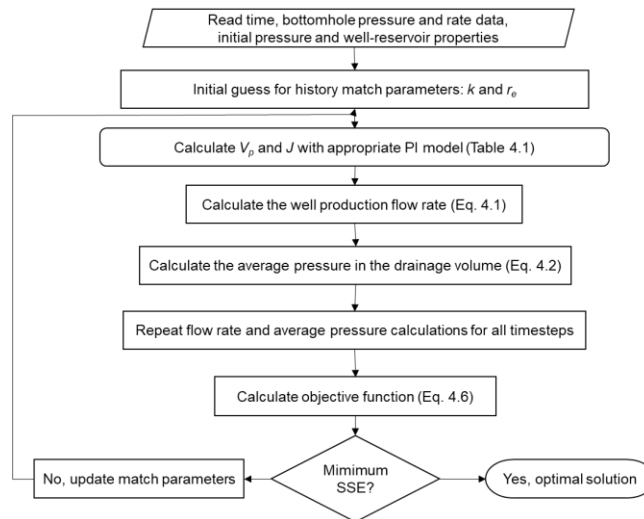 Read time, bottomhole pressure and rate data,
initial pressure and well-reservoir properties
Initial guess for history match parameters: k and re
Calculate Vp and J with appropriate PI model (Table 4.1)
Calculate the well production flow rate (Eq. 4.1)
Calculate the average pressure in the drainage volume (Eq. 4.2)
Repeat flow rate and average pressure calculations for all timesteps
Calculate objective function (Eq. 4.6)
No, update match parameters
Mimimum
SSE?
Yes, optimal solution